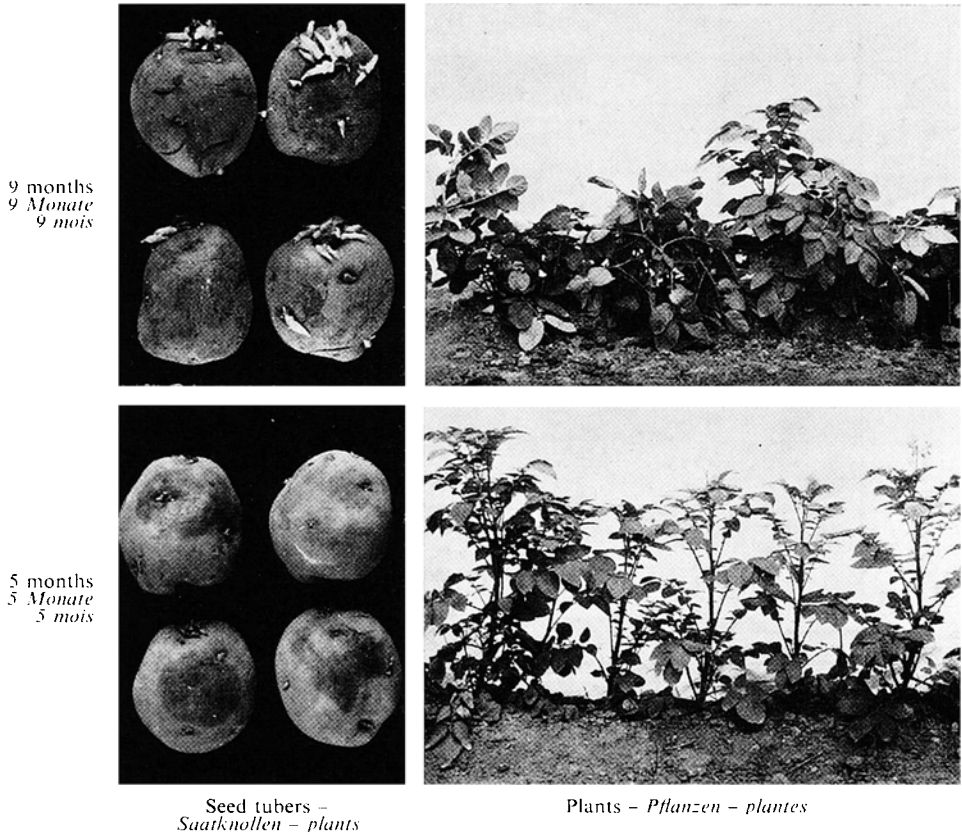 9 months
9 Monate
9 mois
5 months
5 Monate
5 mois
Seed tubers –
Saatknollen – plants
Plants – Pflanzen – plantes